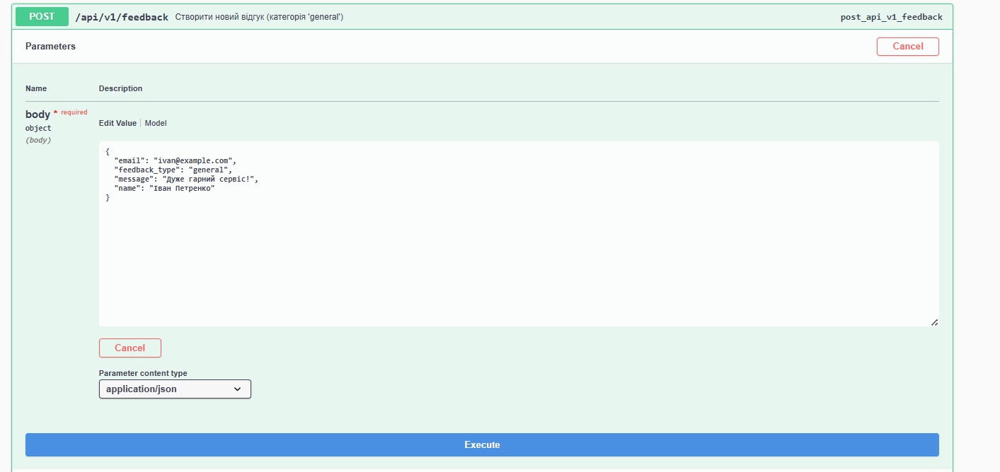 POST /api/v1/feedback Створити новий відгук (категорія 'general') post_api_v1_feedback
Parameters Cancel
Name Description
body * required
object
(body)
Edit Value | Model
{
  "email": "ivan@example.com",
  "feedback_type": "general",
  "message": "Дуже гарний сервіс!",
  "name": "Іван Петренко"
}
Cancel
Parameter content type
application/json
Execute